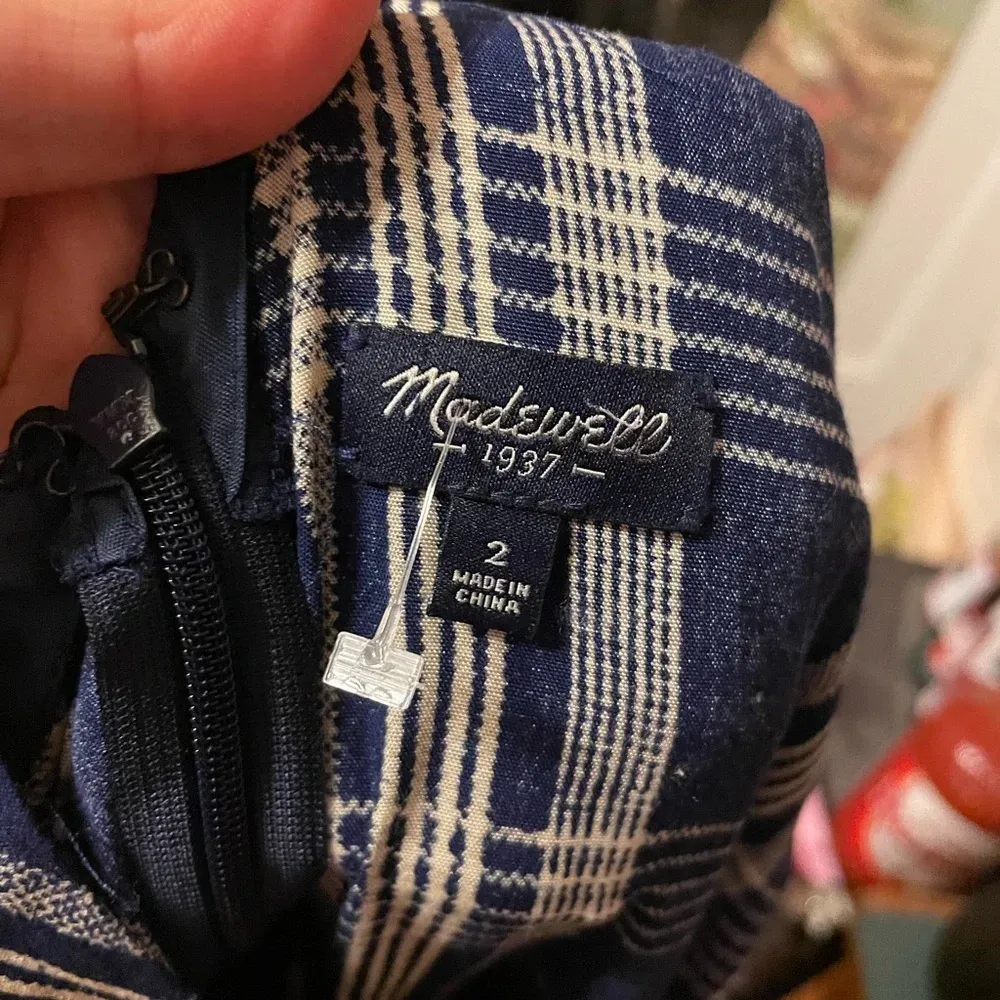 Madewell
— 1937 —
2
MADE IN
CHINA